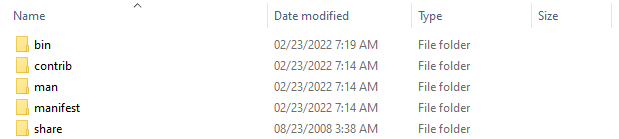 Name Date modified Type Size
bin 02/23/2022 7:19 AM File folder
contrib 02/23/2022 7:14 AM File folder
man 02/23/2022 7:14 AM File folder
manifest 02/23/2022 7:14 AM File folder
share 08/23/2008 3:38 AM File folder